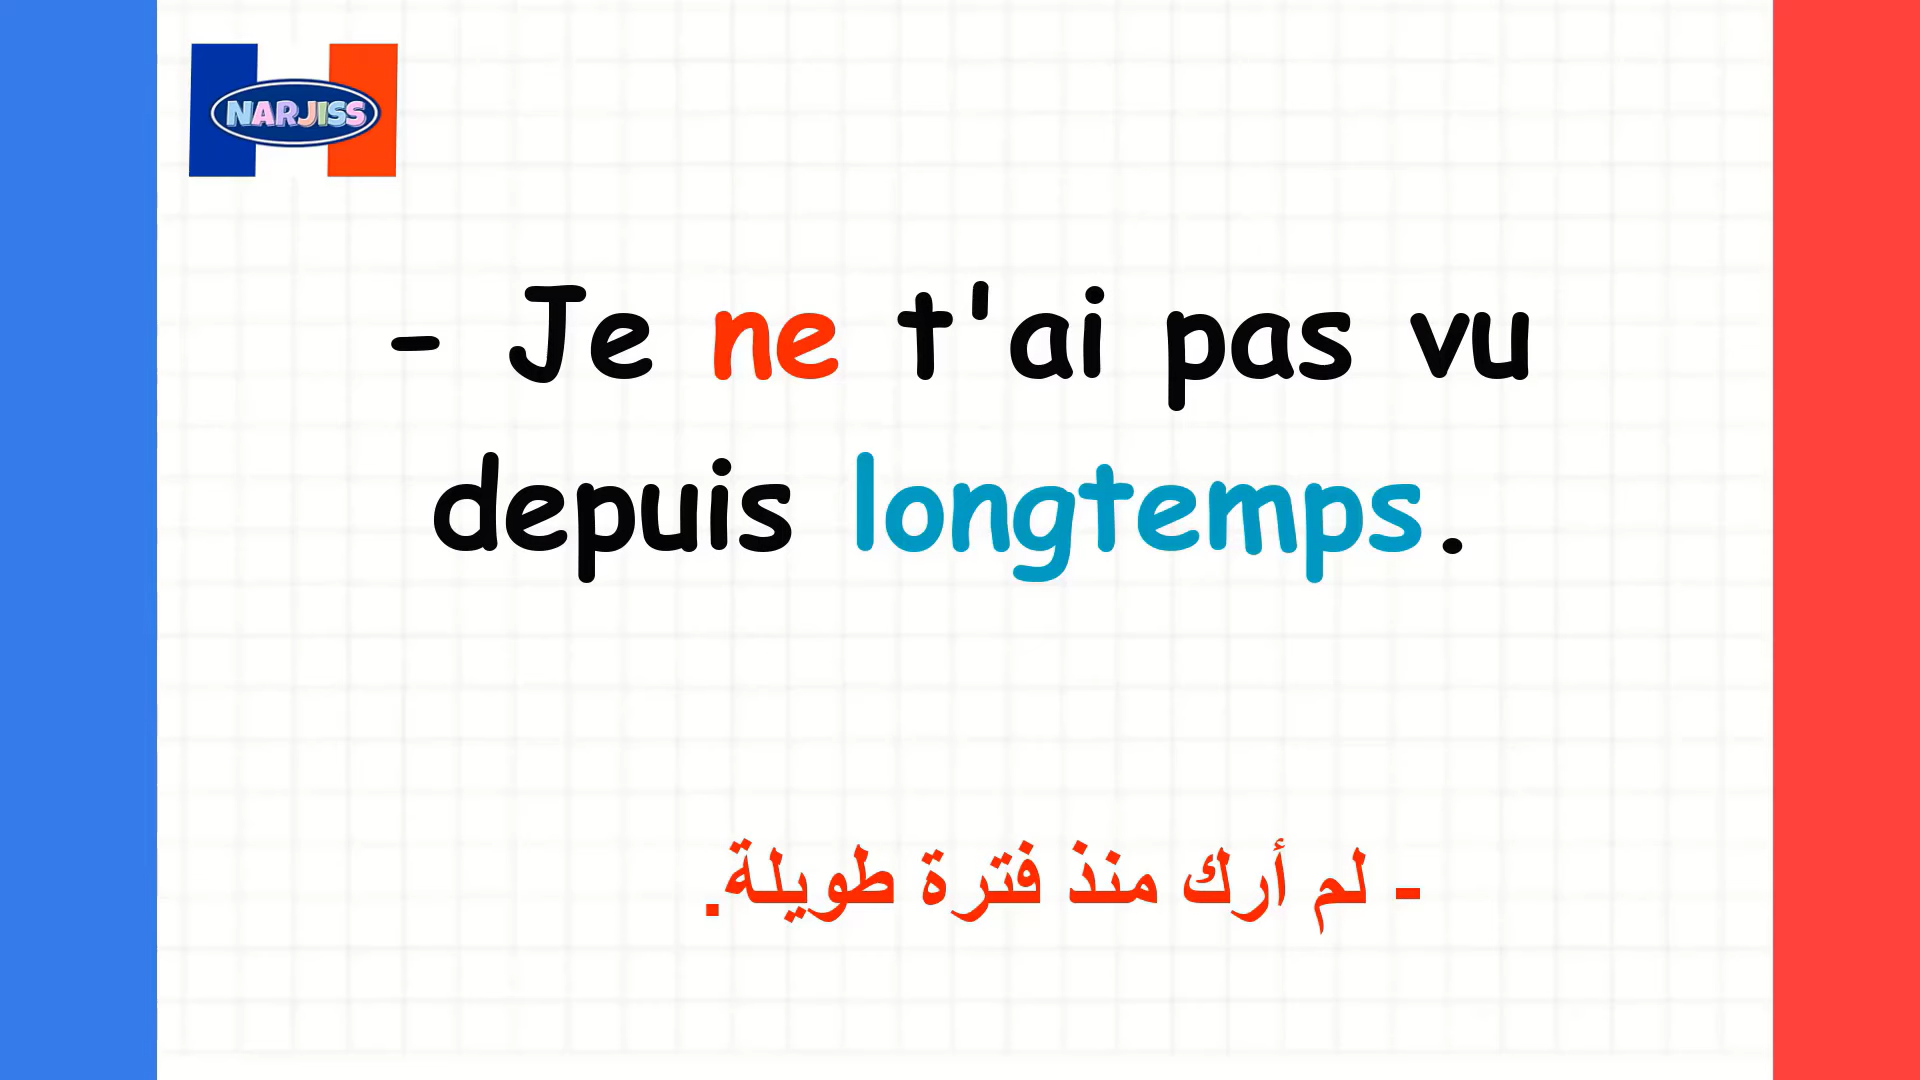 NARJISS
- Je ne t'ai pas vu
depuis longtemps.
- لم أرك منذ فترة طويلة.